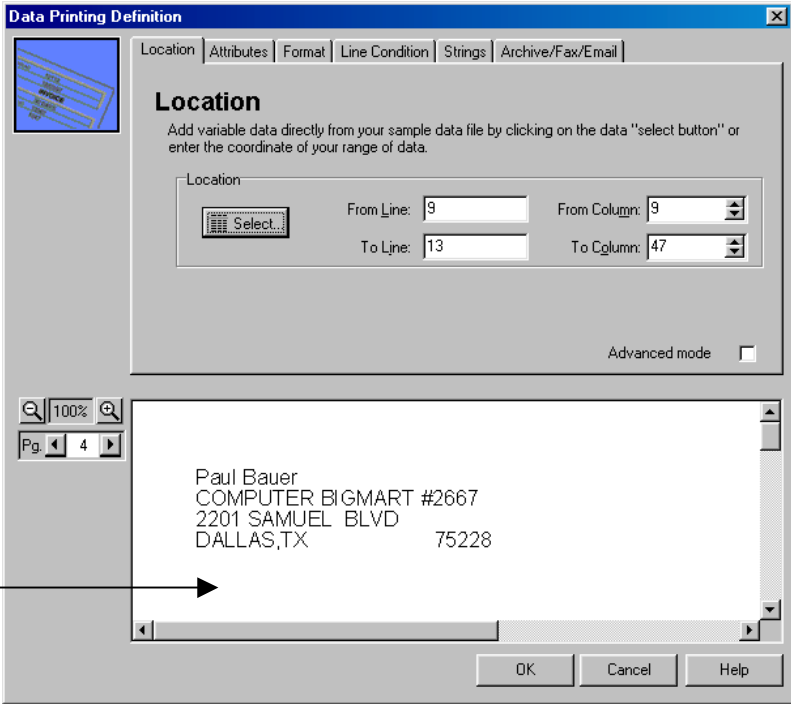 Data Printing Definition
Location Attributes Format Line Condition Strings Archive/Fax/Email
INVOICE
Location
Add variable data directly from your sample data file by clicking on the data "select button" or
enter the coordinate of your range of data.
Location
Select.. From Line: 9 From Column: 9
To Line: 13 To Column: 47
Advanced mode
100%
Pg. 4
Paul Bauer
COMPUTER BIGMART #2667
2201 SAMUEL BLVD
DALLAS,TX 75228
OK Cancel Help